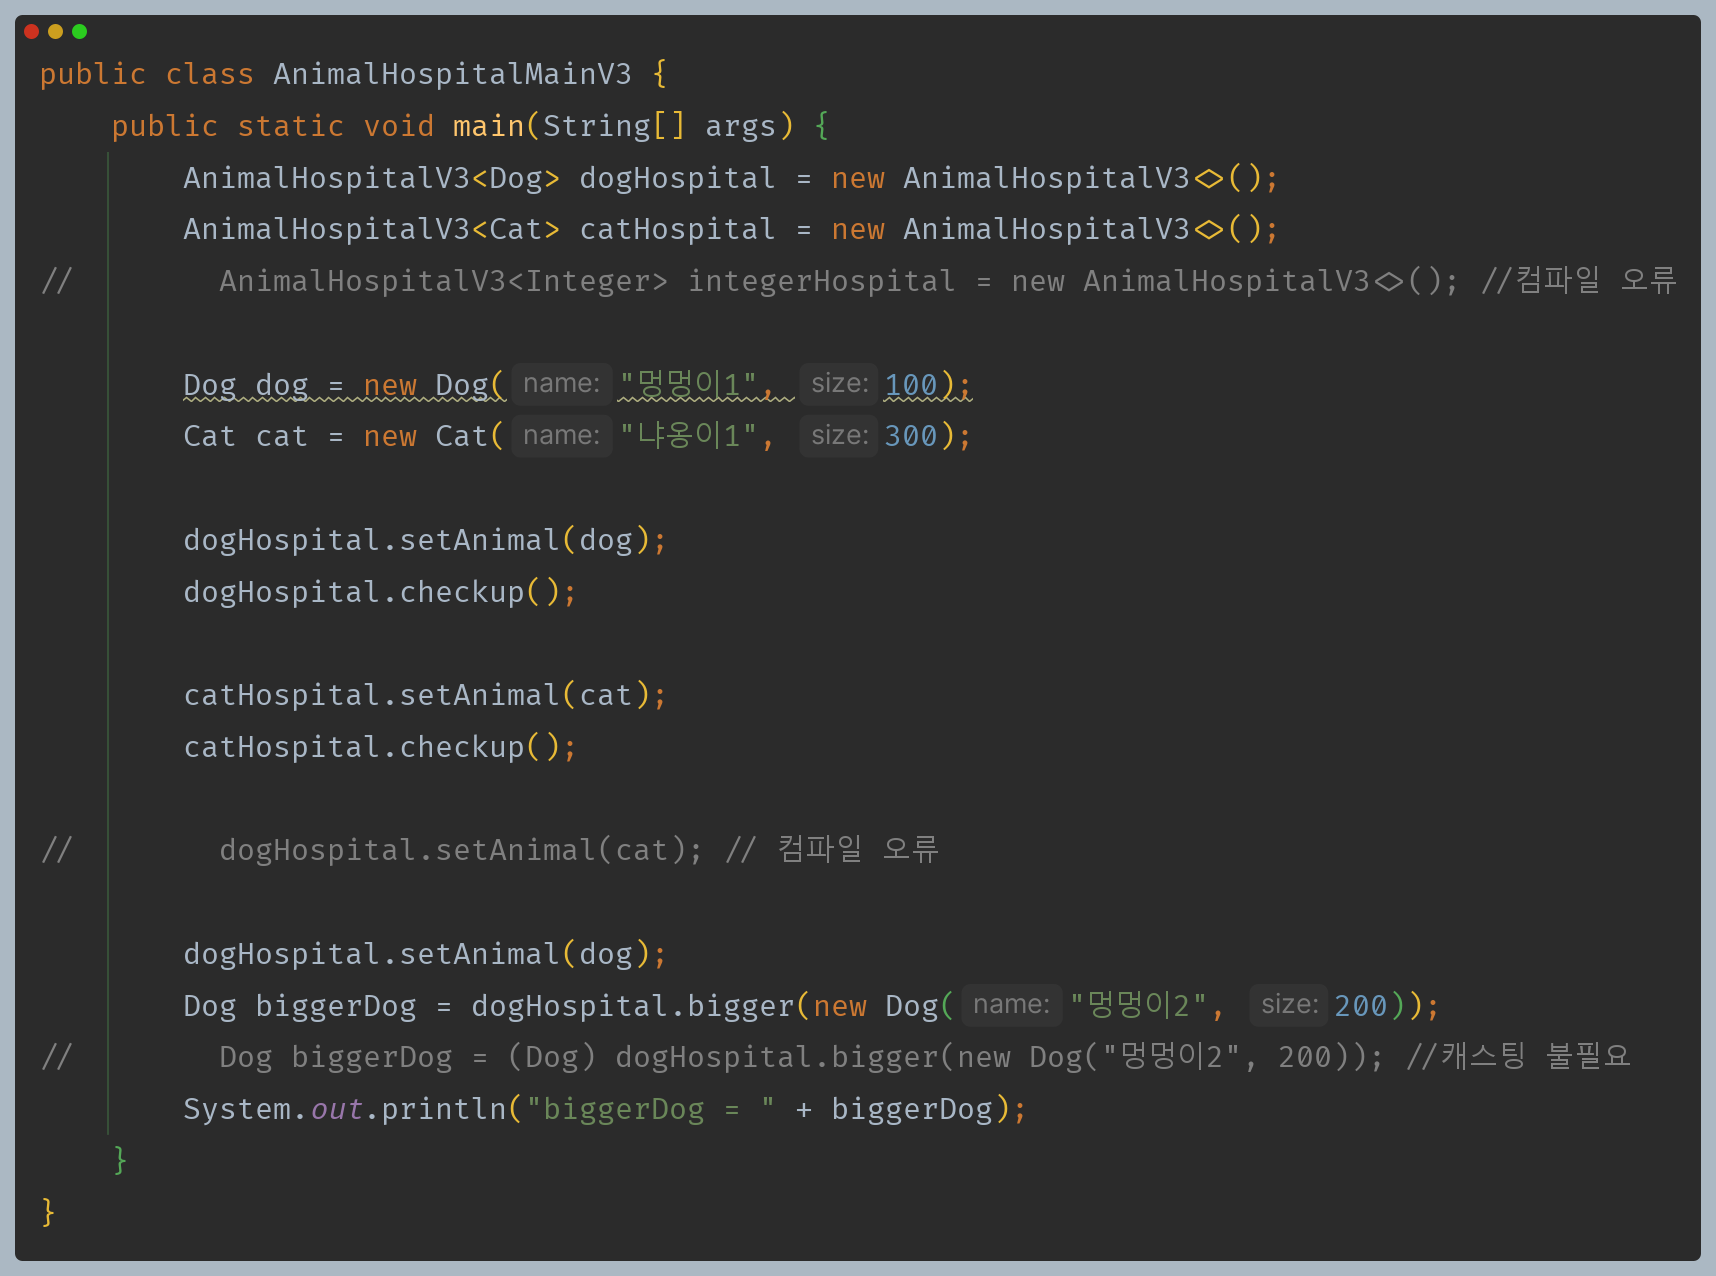 public class AnimalHospitalMainV3 {
public static void main(String[] args) {
AnimalHospitalV3<Dog> dogHospital = new AnimalHospitalV3<>();
AnimalHospitalV3<Cat> catHospital = new AnimalHospitalV3<>();
// AnimalHospitalV3<Integer> integerHospital = new AnimalHospitalV3<>(); //컴파일 오류
Dog dog = new Dog( name: "멍멍이1", size: 100);
Cat cat = new Cat( name: "냐옹이1", size: 300);
dogHospital.setAnimal(dog);
dogHospital.checkup();
catHospital.setAnimal(cat);
catHospital.checkup();
// dogHospital.setAnimal(cat); // 컴파일 오류
dogHospital.setAnimal(dog);
Dog biggerDog = dogHospital.bigger(new Dog( name: "멍멍이2", size: 200));
// Dog biggerDog = (Dog) dogHospital.bigger(new Dog("멍멍이2", 200)); //캐스팅 불필요
System.out.println("biggerDog = " + biggerDog);
}
}